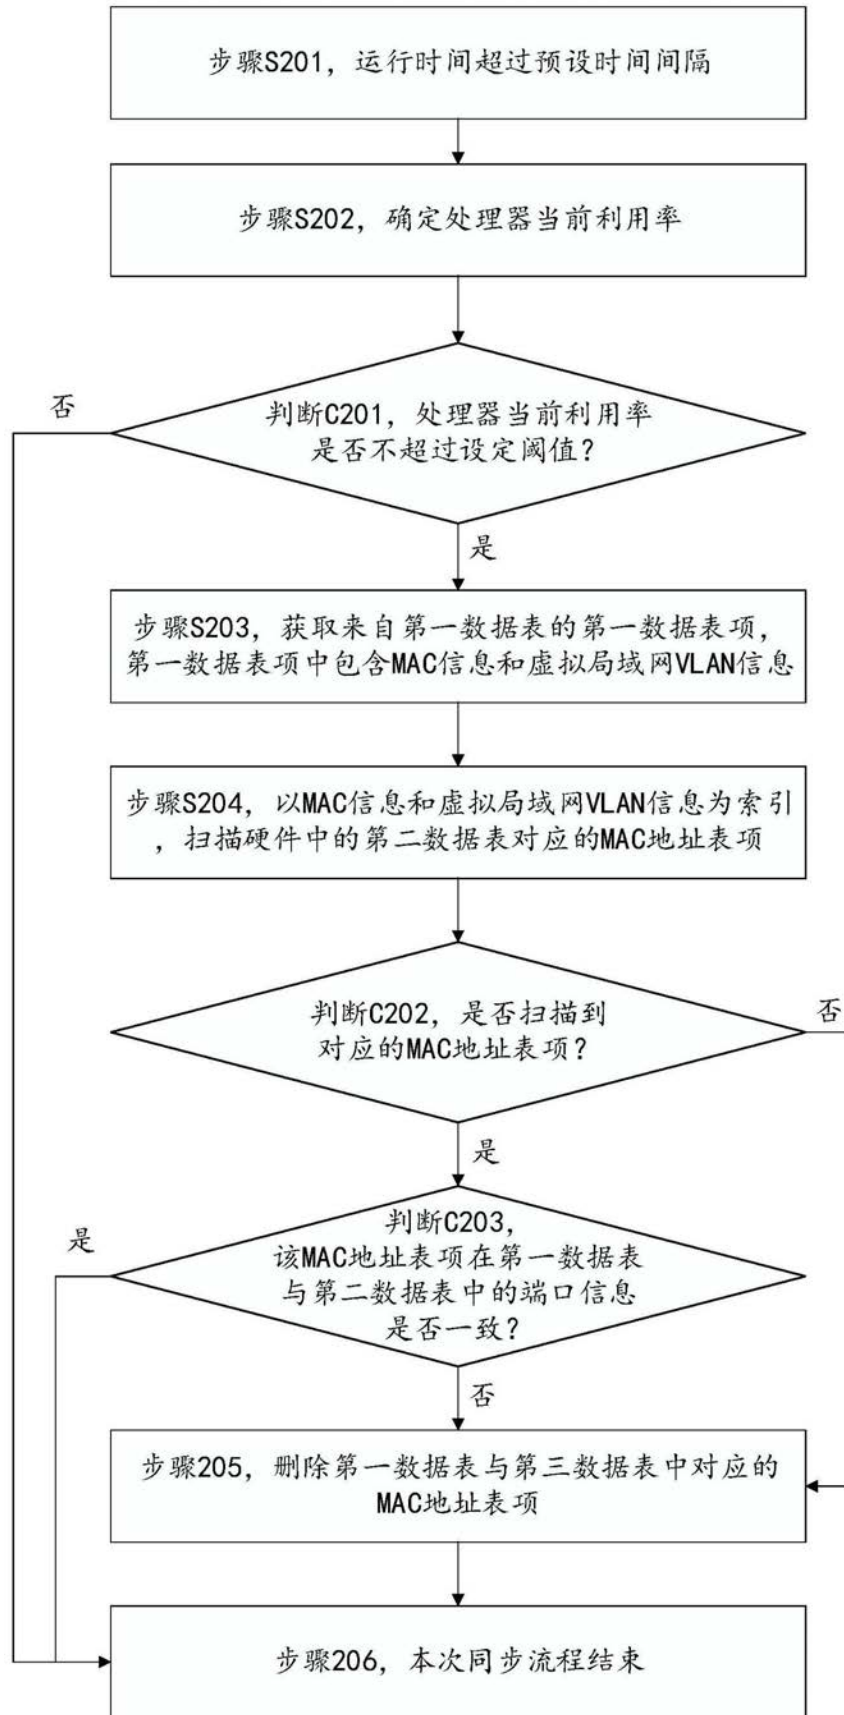 步骤S201，运行时间超过预设时间间隔
步骤S202，确定处理器当前利用率
否
判断C201，处理器当前利用率
是否不超过设定阈值？
是
步骤S203，获取来自第一数据表的第一数据表项，
第一数据表项中包含MAC信息和虚拟局域网VLAN信息
步骤S204，以MAC信息和虚拟局域网VLAN信息为索引
，扫描硬件中的第二数据表对应的MAC地址表项
判断C202，是否扫描到
对应的MAC地址表项？
否
是
判断C203，
该MAC地址表项在第一数据表
与第二数据表中的端口信息
是否一致？
是
否
步骤205，删除第一数据表与第三数据表中对应的
MAC地址表项
步骤206，本次同步流程结束